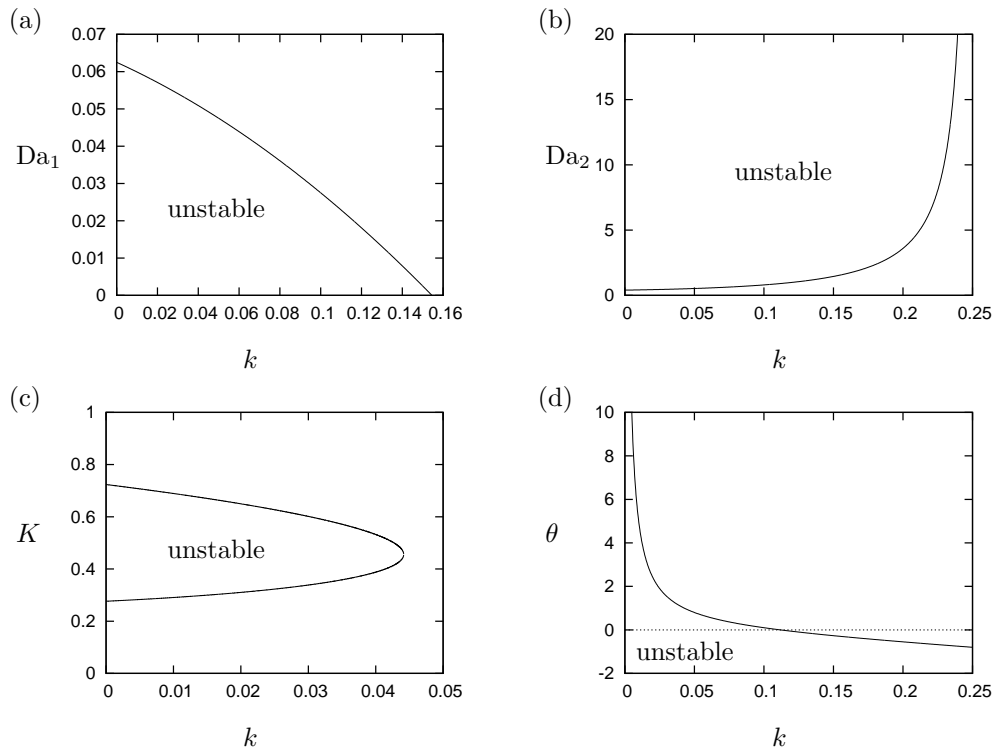 (a)
0.07
0.06
0.05
0.04
0.03
0.02
0.01
0
Da₁
unstable
0 0.02 0.04 0.06 0.08 0.1 0.12 0.14 0.16
k
(b)
20
15
10
5
0
Da₂
unstable
0 0.05 0.1 0.15 0.2 0.25
k
(c)
1
0.8
0.6
0.4
0.2
0
K
unstable
0 0.01 0.02 0.03 0.04 0.05
k
(d)
10
8
6
4
2
0
-2
θ
unstable
0 0.05 0.1 0.15 0.2 0.25
k